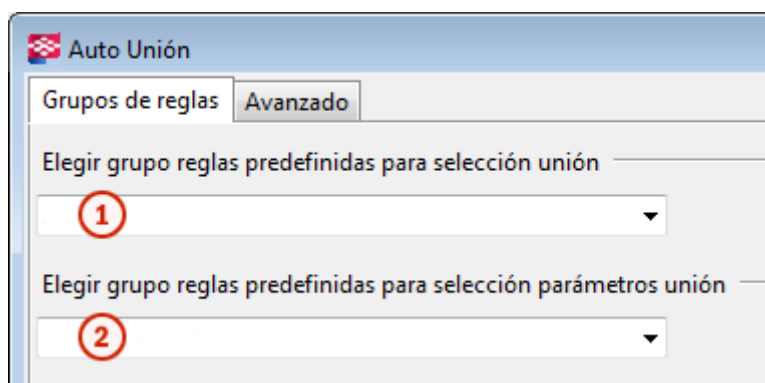 Auto Unión
Grupos de reglas Avanzado
Elegir grupo reglas predefinidas para selección unión
1
Elegir grupo reglas predefinidas para selección parámetros unión
2